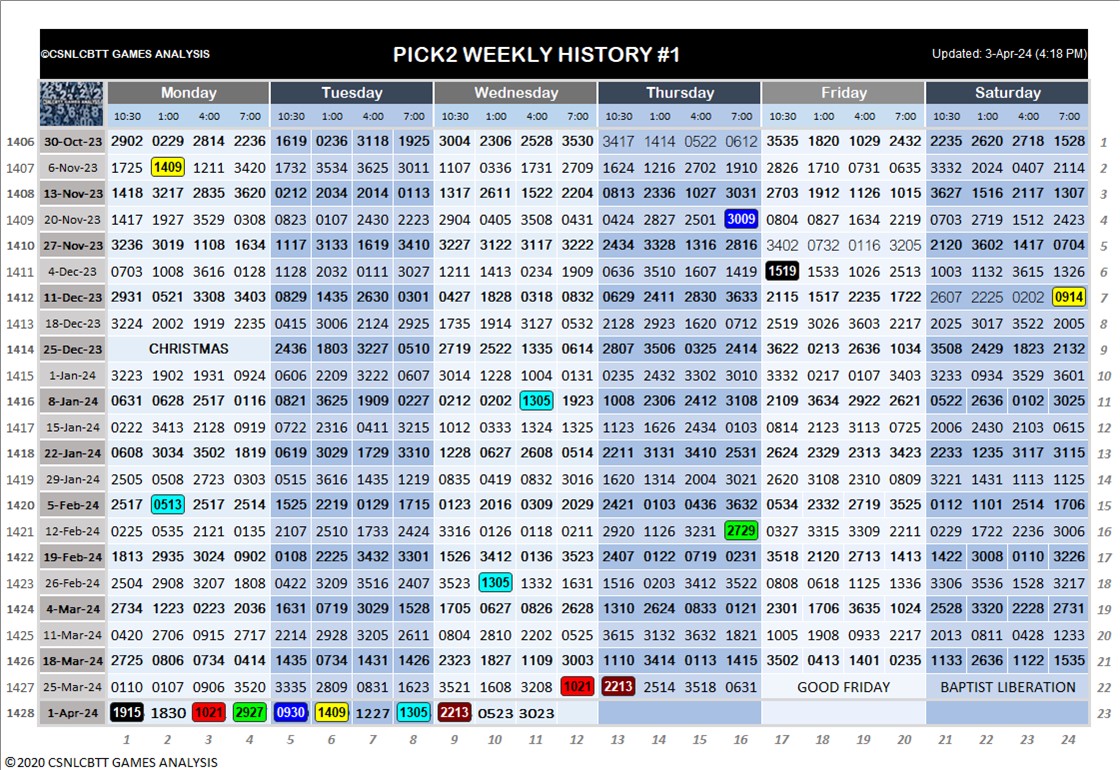 ©CSNLCBTT GAMES ANALYSIS PICK2 WEEKLY HISTORY #1 Updated: 3-Apr-24 (4:18 PM)
Monday Tuesday Wednesday Thursday Friday Saturday
10:30 1:00 4:00 7:00 10:30 1:00 4:00 8:00 10:30 1:00 4:00 7:00 10:30 1:00 4:00 7:00 10:30 1:00 4:00 7:00 10:30 1:00 4:00 7:00
1406 30-Oct-23 2902 0229 2814 2236 1619 0236 3118 1925 3004 2306 2528 3530 3417 1414 0522 0612 3535 1820 1029 2432 2235 2620 2718 1528 1
1407 6-Nov-23 1725 1409 1211 3420 1732 3534 3625 3011 1107 0336 1731 2709 1624 1216 2702 1910 2826 1710 0731 0635 3332 2024 0407 2114 2
1408 13-Nov-23 1418 3217 2835 3620 0212 2034 2014 0113 1317 2611 1522 2204 0813 2336 1027 3031 2703 1912 1126 1015 3627 1516 2117 1307 3
1409 20-Nov-23 1417 1927 3529 0308 0823 0107 2430 2223 2904 0405 3508 0431 0424 2827 2501 3009 0804 0827 1634 2219 0703 2719 1512 2423 4
1410 27-Nov-23 3236 3019 1108 1634 1117 3133 1619 3410 3227 3122 3117 3222 2434 3328 1316 2816 3402 0732 0116 3205 2120 3602 1417 0704 5
1411 4-Dec-23 0703 1008 3616 0128 1128 2032 0111 3027 1211 1413 0234 1909 0636 3510 1607 1419 1519 1533 1026 2513 1003 1132 3615 1326 6
1412 11-Dec-23 2931 0521 3308 3403 0829 1435 2630 0301 0427 1828 0318 0832 0629 2411 2830 3633 2115 1517 2235 1722 2607 2225 0202 0914 7
1413 18-Dec-23 3224 2002 1919 2235 0415 3006 2124 2925 1735 1914 3127 0532 2128 2923 1620 0712 2519 3026 3603 2217 2025 3017 3522 2005 8
1414 25-Dec-23 CHRISTMAS 2436 1803 3227 0510 2719 2522 1335 0614 2807 3506 0325 2414 3622 0213 2636 1034 3508 2429 1823 2132 9
1415 1-Jan-24 3223 1902 1931 0924 0606 2209 3222 0607 3014 1228 1004 0131 0235 2432 3302 3010 0332 0217 0107 3403 3233 0934 3529 3601 10
1416 8-Jan-24 0631 0628 2517 0116 0821 3625 1909 0227 0212 0202 1305 1923 1008 2306 2412 3108 2109 3634 2922 2621 0522 2636 0102 3025 11
1417 15-Jan-24 0222 3413 2128 0919 0722 2316 0411 3215 1012 0333 1324 1325 1123 1626 2434 0103 0814 2123 3113 0725 2006 2430 2103 0615 12
1418 22-Jan-24 0608 3034 3502 1819 0619 3029 1729 3310 1228 0627 2608 0514 2211 3131 3410 2531 2624 2329 2313 3423 2233 1235 3117 3115 13
1419 29-Jan-24 2505 0508 2723 0303 0515 3616 1435 1219 0835 0419 0832 3016 1620 1314 2004 3021 2620 3108 2310 0809 3221 1431 1113 1125 14
1420 5-Feb-24 2517 0513 2517 2514 1525 2219 0129 1715 0123 2016 0309 2029 2421 0103 0436 3632 0534 2332 2719 3525 0112 1101 2514 1706 15
1421 12-Feb-24 0225 0535 2121 0135 2107 2510 1733 2424 3316 0126 0118 0211 2920 1126 3231 2729 0327 3315 3309 2211 0229 1722 2236 3006 16
1422 19-Feb-24 1813 2935 3024 0902 0108 2225 3432 3301 1526 3412 0136 3523 2407 0122 0719 0231 3518 2120 2713 1413 1422 3008 0110 3226 17
1423 26-Feb-24 2504 2908 3207 1808 0422 3209 3516 2407 3523 1305 1332 1631 1516 0203 3412 3522 0808 0618 1125 1336 3306 3536 1528 3217 18
1424 4-Mar-24 2734 1223 0223 2036 1631 0719 3029 1528 1705 0627 0826 2628 1310 2624 0833 0121 2301 1706 3635 1024 2528 3320 2228 2731 19
1425 11-Mar-24 0420 2706 0915 2717 2214 2928 3205 2611 0804 2810 2202 0525 3615 3132 3632 1821 1005 1908 0933 2217 2013 0811 0428 1233 20
1426 18-Mar-24 2725 0806 0734 0414 1435 0734 1431 1426 2323 1827 1109 3003 1110 3414 0113 1415 3502 0413 1401 0235 1133 2636 1122 1535 21
1427 25-Mar-24 0110 0107 0906 3520 3335 2809 0831 1623 3521 1608 3208 1021 2213 2514 3518 0631 GOOD FRIDAY BAPTIST LIBERATION 22
1428 1-Apr-24 1915 1830 1021 2927 0930 1409 1227 1305 2213 0523 3023 23
1 2 3 4 5 6 7 8 9 10 11 12 13 14 15 16 17 18 19 20 21 22 23 24
©2020 CSNLCBTT GAMES ANALYSIS